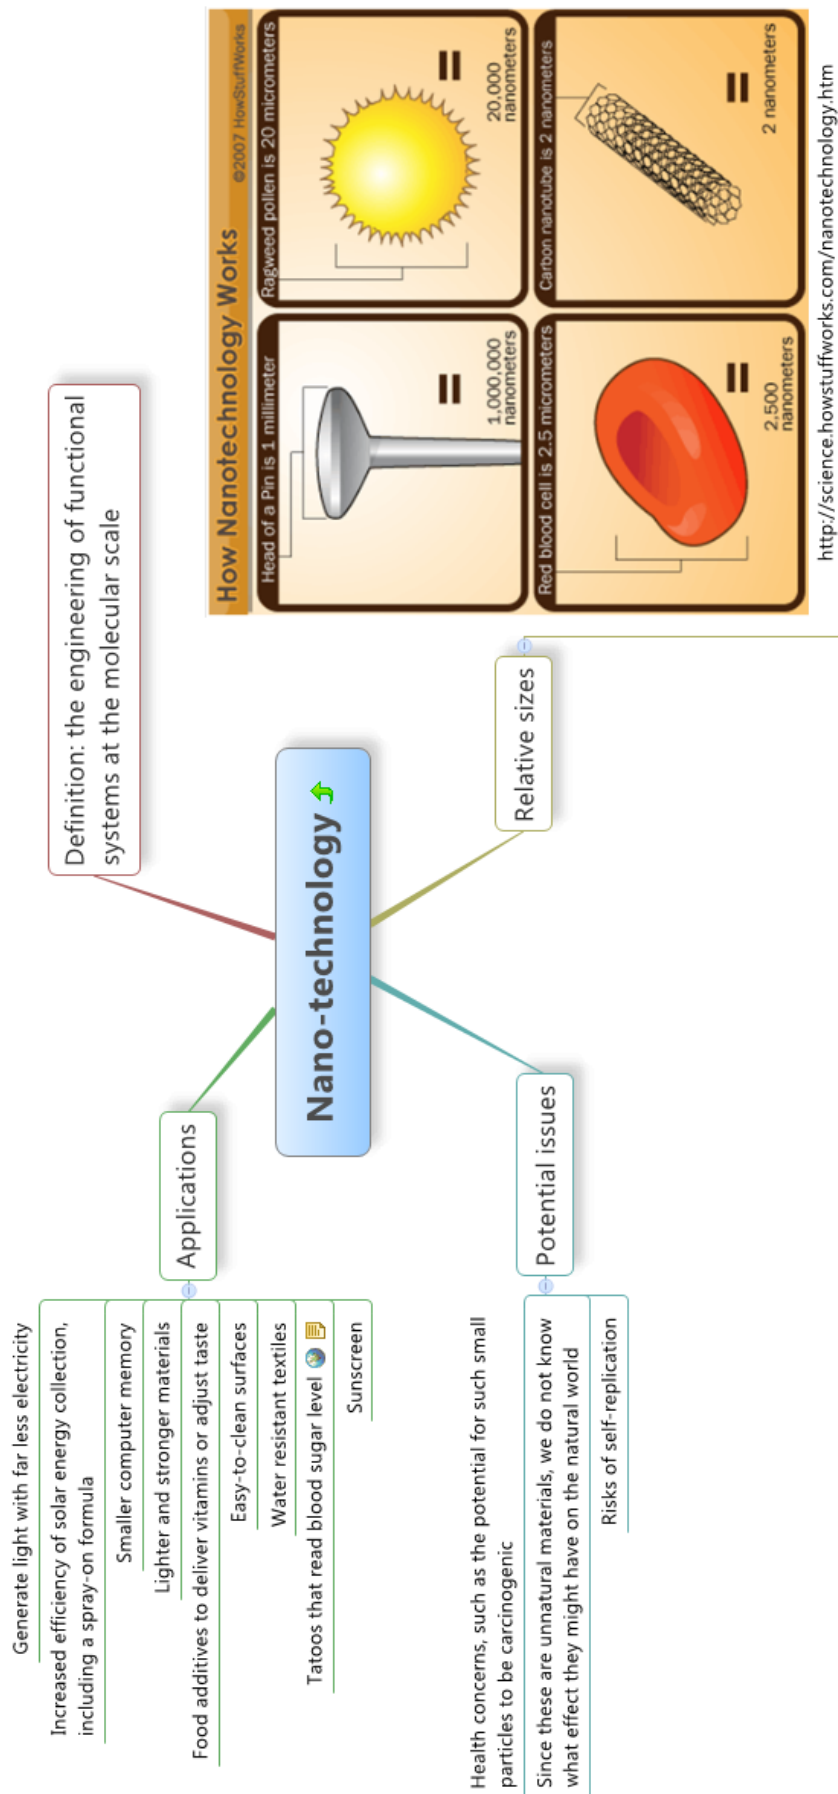 Nano-technology
Definition: the engineering of functional
systems at the molecular scale
Relative sizes
How Nanotechnology Works
©2007 HowStuffWorks
Head of a Pin is 1 millimeter
=
1,000,000
nanometers
Ragweed pollen is 20 micrometers
=
20,000
nanometers
Red blood cell is 2.5 micrometers
=
2,500
nanometers
Carbon nanotube is 2 nanometers
=
2 nanometers
http://science.howstuffworks.com/nanotechnology.htm
Applications
Generate light with far less electricity
Increased efficiency of solar energy collection,
including a spray-on formula
Smaller computer memory
Lighter and stronger materials
Food additives to deliver vitamins or adjust taste
Easy-to-clean surfaces
Water resistant textiles
Tatoos that read blood sugar level
Sunscreen
Potential issues
Health concerns, such as the potential for such small
particles to be carcinogenic
Since these are unnatural materials, we do not know
what effect they might have on the natural world
Risks of self-replication